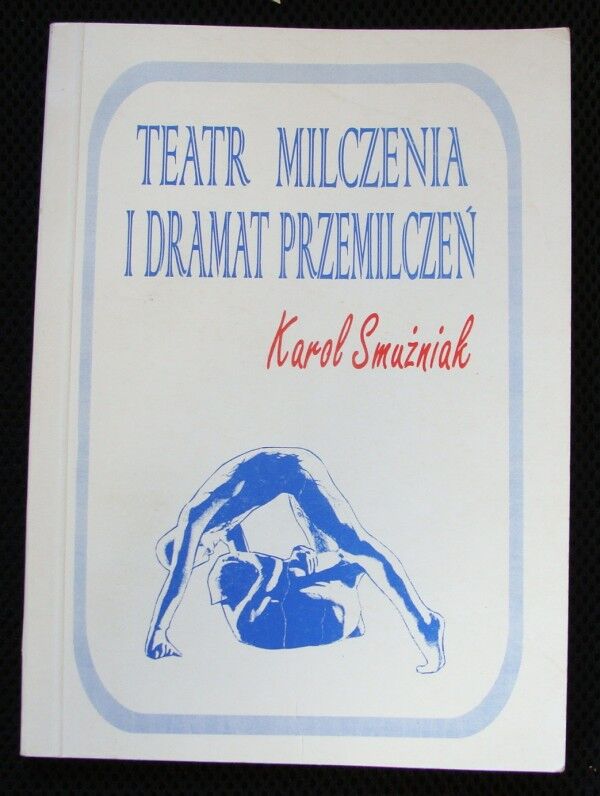 TEATR MILCZENIA
I DRAMAT PRZEMILCZEŃ
Karol Smużniak